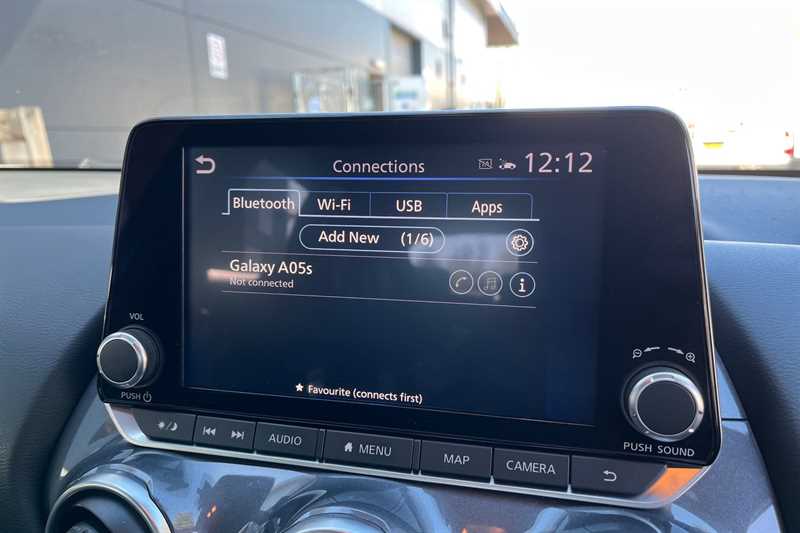 Connections
TA
12:12
Bluetooth
Wi-Fi
USB
Apps
Add New (1/6)
Galaxy A05s
Not connected
i
Favourite (connects first)
VOL
PUSH
PUSH SOUND
AUDIO
MENU
MAP
CAMERA